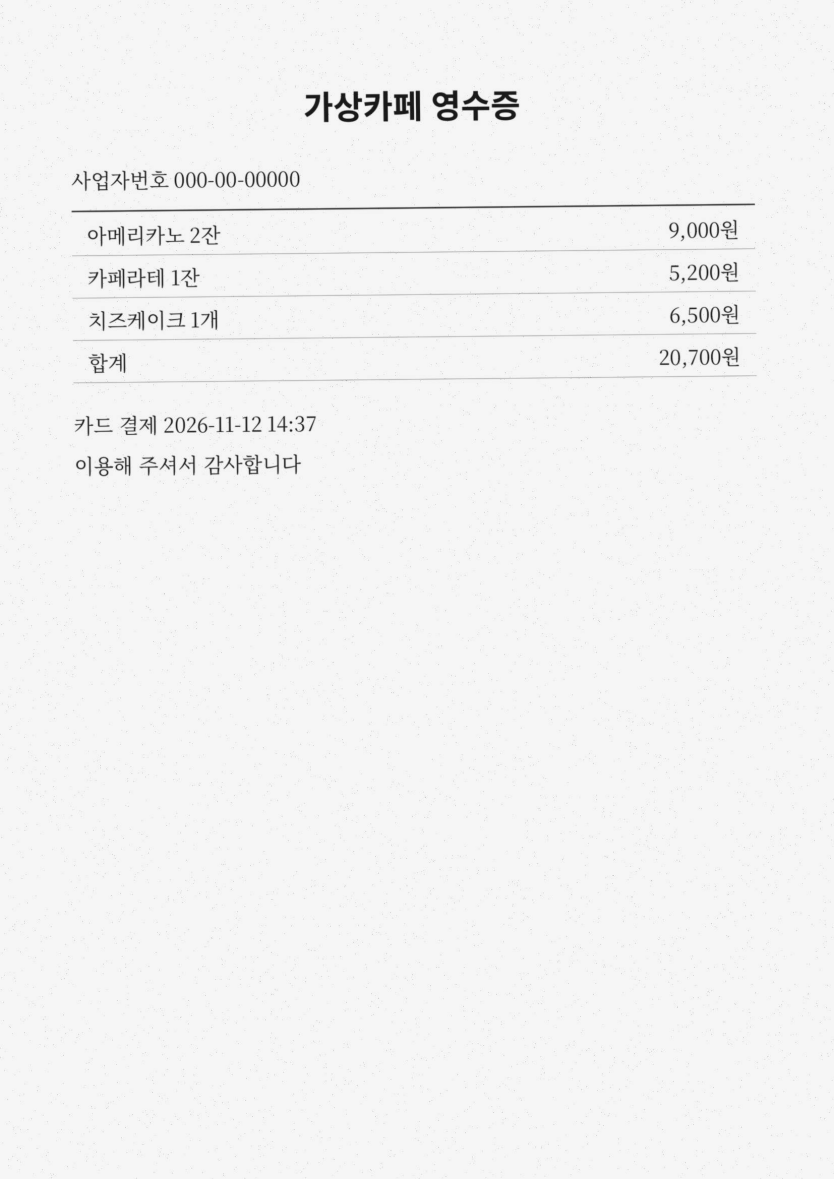 가상카페 영수증
사업자번호 000-00-00000
아메리카노 2잔 9,000원
카페라테 1잔 5,200원
치즈케이크 1개 6,500원
합계 20,700원
카드 결제 2026-11-12 14:37
이용해 주셔서 감사합니다